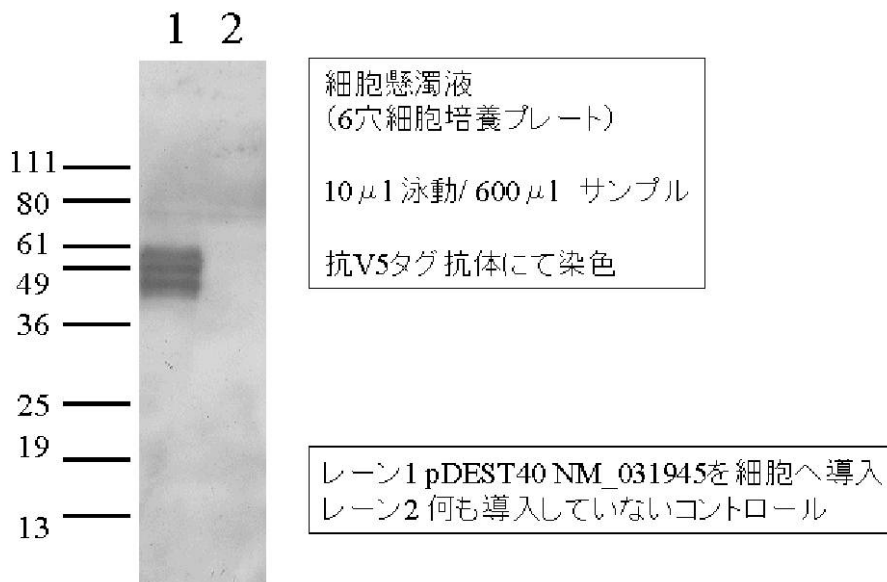 1 2
111
80
61
49
36
25
19
13
細胞懸濁液
(6穴細胞培養プレート)
10μl 泳動/ 600μl サンプル
抗V5タグ抗体にて染色
レーン1 pDEST40 NM_031945を細胞へ導入
レーン2 何も導入していないコントロール